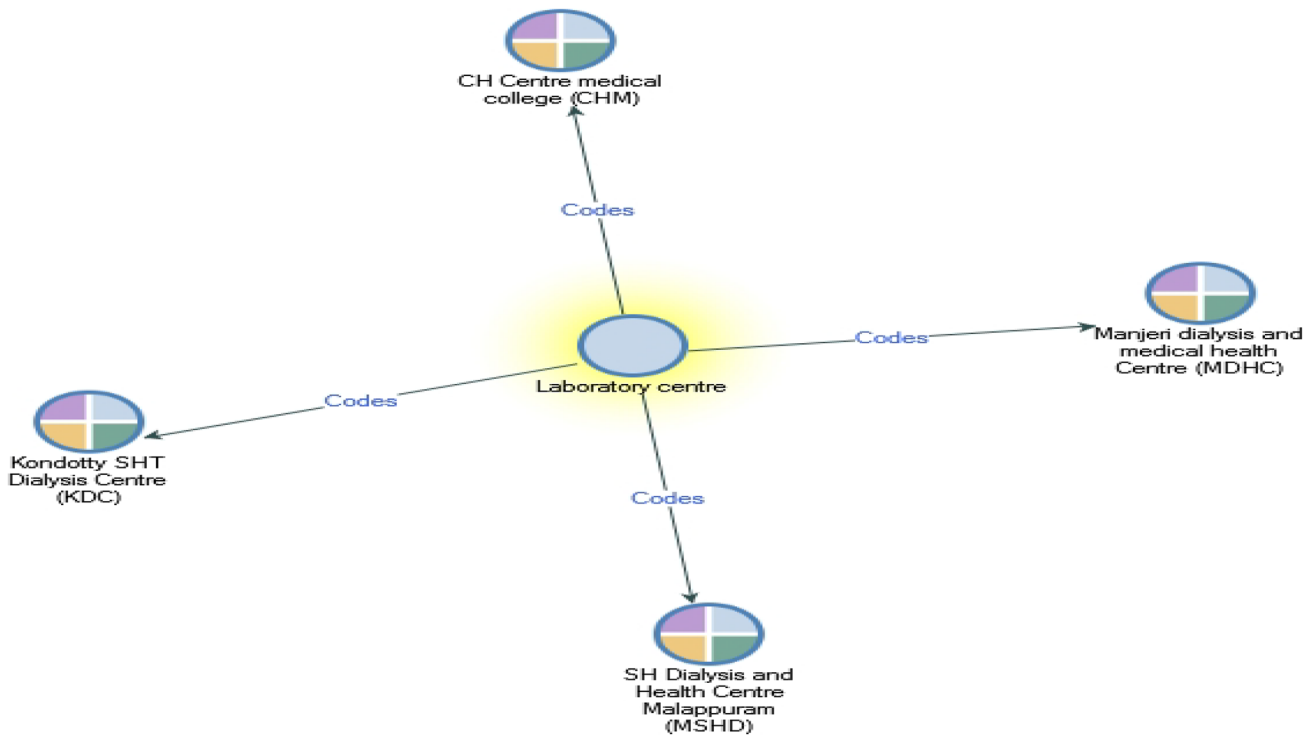 CH Centre medical
college (CHM)
Codes
Manjeri dialysis and
medical health
Centre (MDHC)
Codes
Laboratory centre
Codes
Kondotty SHT
Dialysis Centre
(KDC)
Codes
SH Dialysis and
Health Centre
Malappuram
(MSHD)